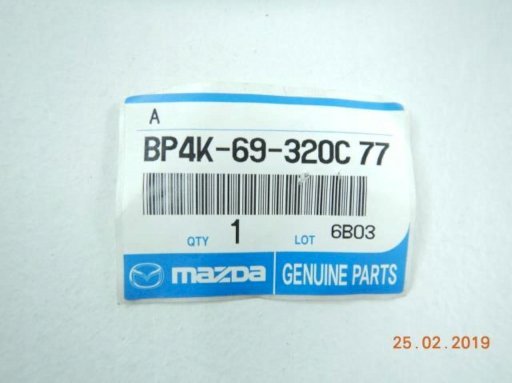 A
BP4K-69-320C 77
QTY 1 LOT 6B03
mazda GENUINE PARTS
25.02.2019